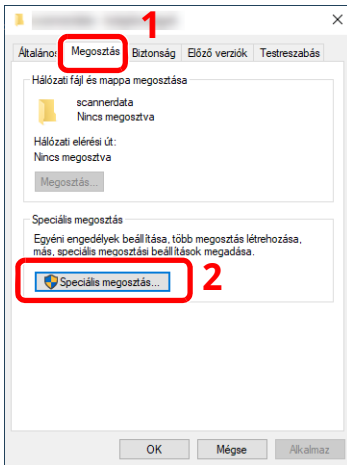 1
Általános Megosztás Biztonság Előző verziók Testreszabás
Hálózati fájl és mappa megosztása
scannerdata
Nincs megosztva
Hálózati elérési út:
Nincs megosztva
Megosztás...
Speciális megosztás
Egyéni engedélyek beállítása, több megosztás létrehozása,
más, speciális megosztási beállítások megadása.
Speciális megosztás...
2
OK Mégse Alkalmaz